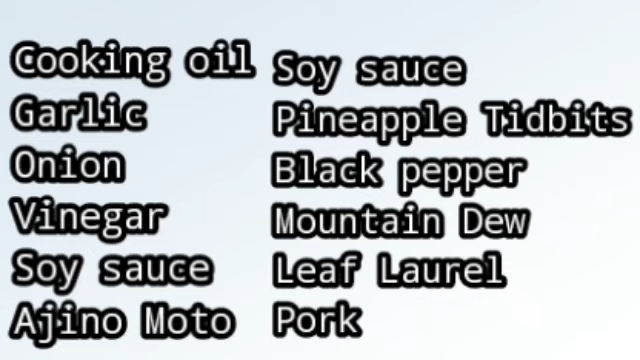 Cooking oil
Garlic
Onion
Vinegar
Soy sauce
Ajino Moto
Soy sauce
Pineapple Tidbits
Black pepper
Mountain Dew
Leaf Laurel
Pork